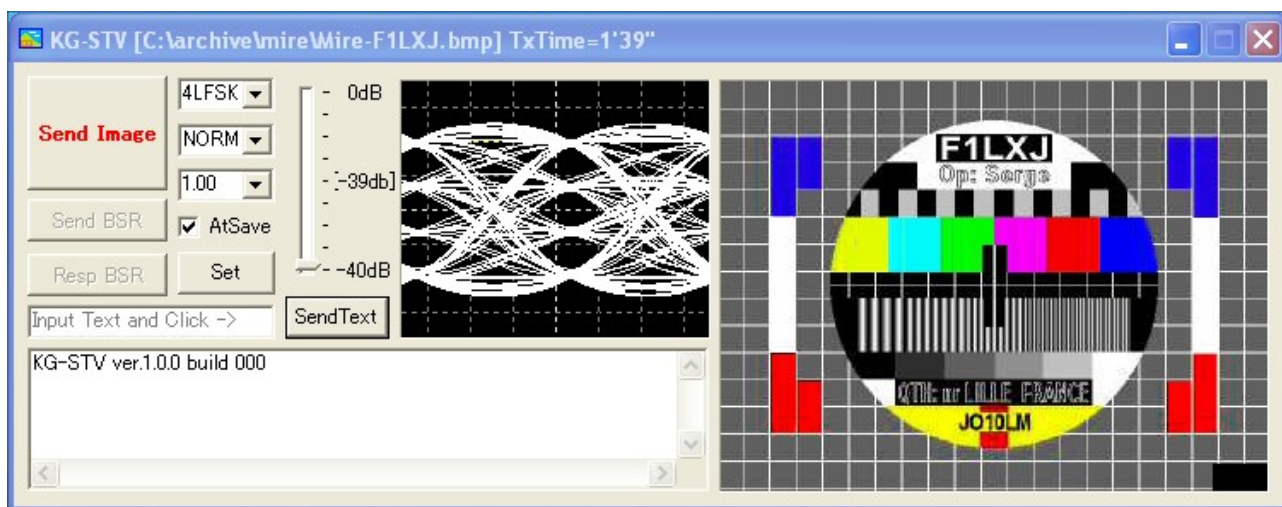 KG-STV [C:\archive\mire\Mire-F1LXJ.bmp] TxTime=1'39"
Send Image
4LFSK
NORM
1.00
Send BSR
AtSave
Resp BSR
Set
Input Text and Click ->
SendText
0dB
[-39db]
-40dB
KG-STV ver.1.0.0 build 000
F1LXJ
Op: Serge
QTH: nr LILLE FRANCE
JO10LM